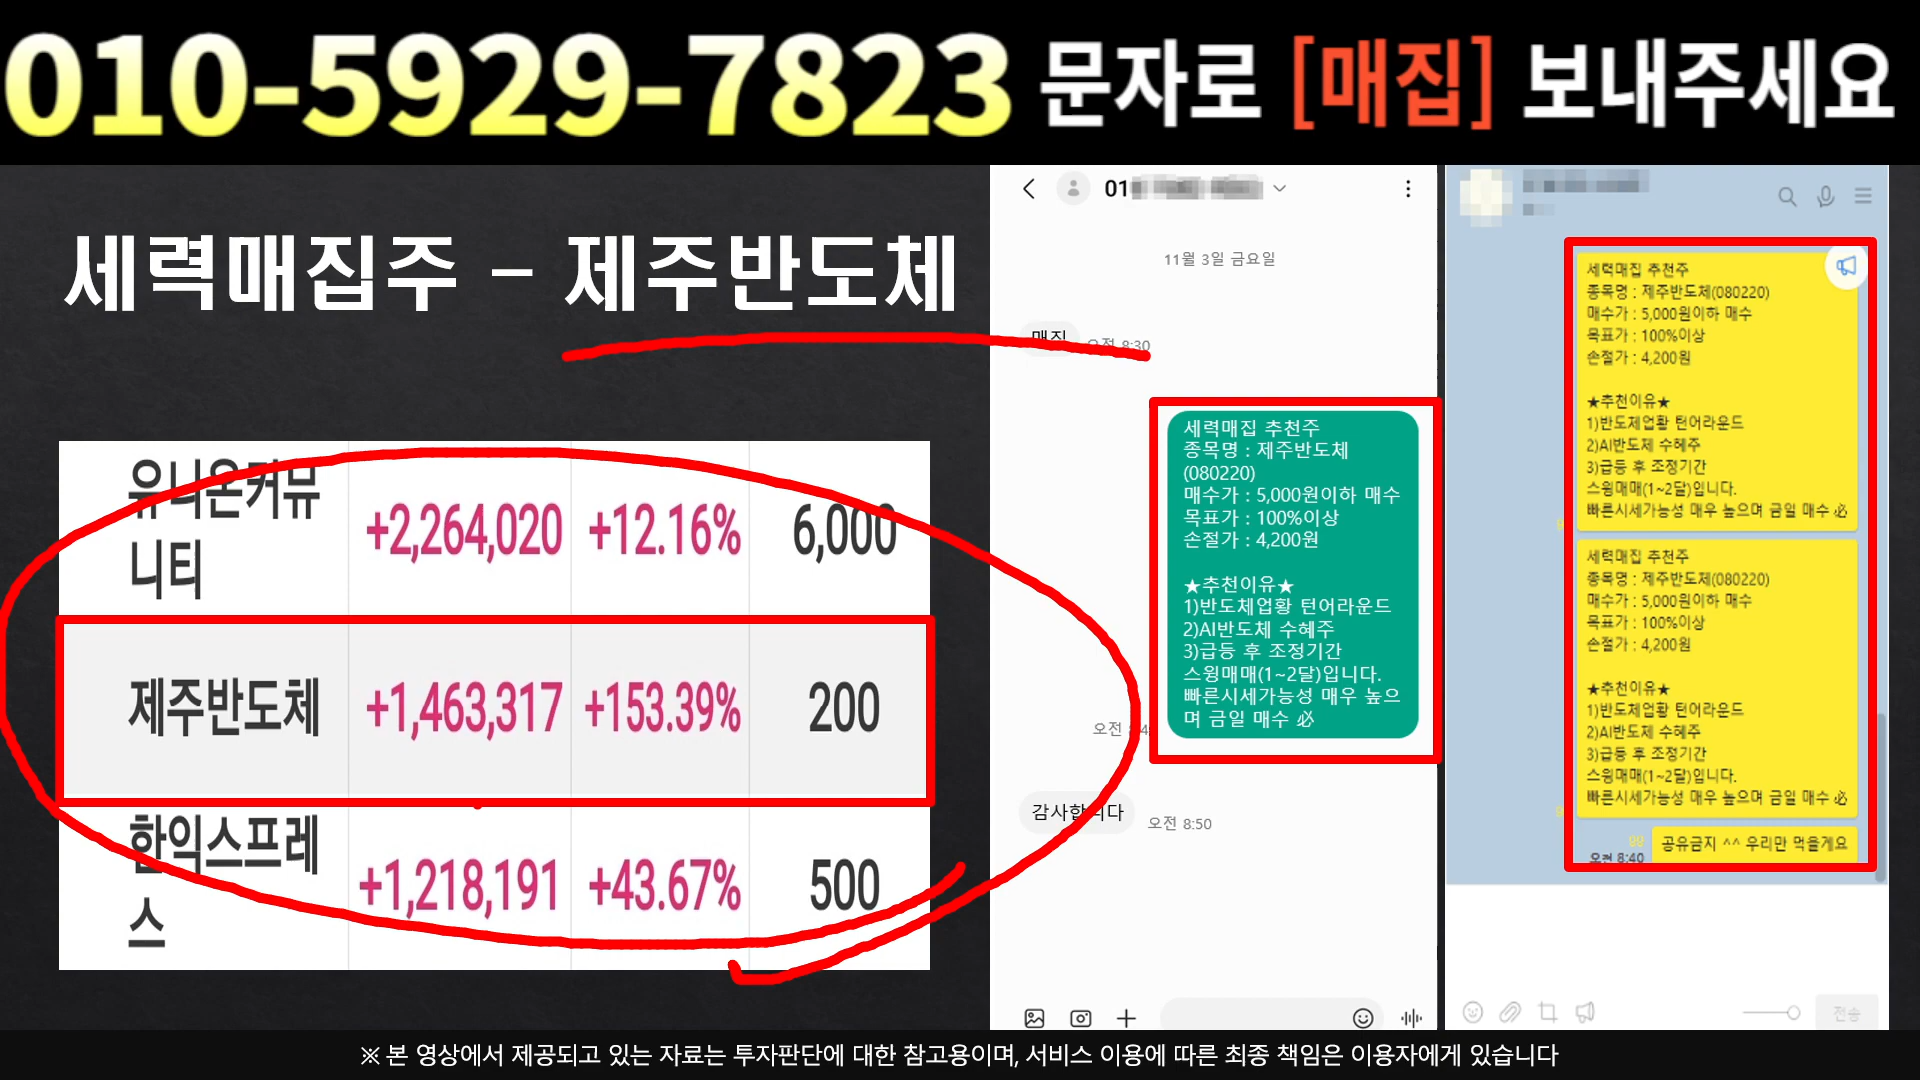 010-5929-7823 문자로 [매집] 보내주세요
세력매집주 - 제주반도체
유니온커뮤
니티
+2,264,020 +12.16% 6,000
제주반도체 +1,463,317 +153.39% 200
한익스프레
스
+1,218,191 +43.67% 500
01
11월 3일 금요일
매집
오전 8:30
세력매집 추천주
종목명 : 제주반도체
(080220)
매수가 : 5,000원이하 매수
목표가 : 100%이상
손절가 : 4,200원
★추천이유★
1)반도체업황 턴어라운드
2)AI반도체 수혜주
3)급등 후 조정기간
스윙매매(1~2달)입니다.
빠른시세가능성 매우 높으
며 금일 매수 必
오전
감사합니다
오전 8:50
세력매집 추천주
종목명 : 제주반도체(080220)
매수가 : 5,000원이하 매수
목표가 : 100%이상
손절가 : 4,200원
★추천이유★
1)반도체업황 턴어라운드
2)AI반도체 수혜주
3)급등 후 조정기간
스윙매매(1~2달)입니다.
빠른시세가능성 매우 높으며 금일 매수 必
세력매집 추천주
종목명 : 제주반도체(080220)
매수가 : 5,000원이하 매수
목표가 : 100%이상
손절가 : 4,200원
★추천이유★
1)반도체업황 턴어라운드
2)AI반도체 수혜주
3)급등 후 조정기간
스윙매매(1~2달)입니다.
빠른시세가능성 매우 높으며 금일 매수 必
공유금지 ^^ 우리만 먹을게요
오전 8:40
전송
※ 본 영상에서 제공되고 있는 자료는 투자판단에 대한 참고용이며, 서비스 이용에 따른 최종 책임은 이용자에게 있습니다